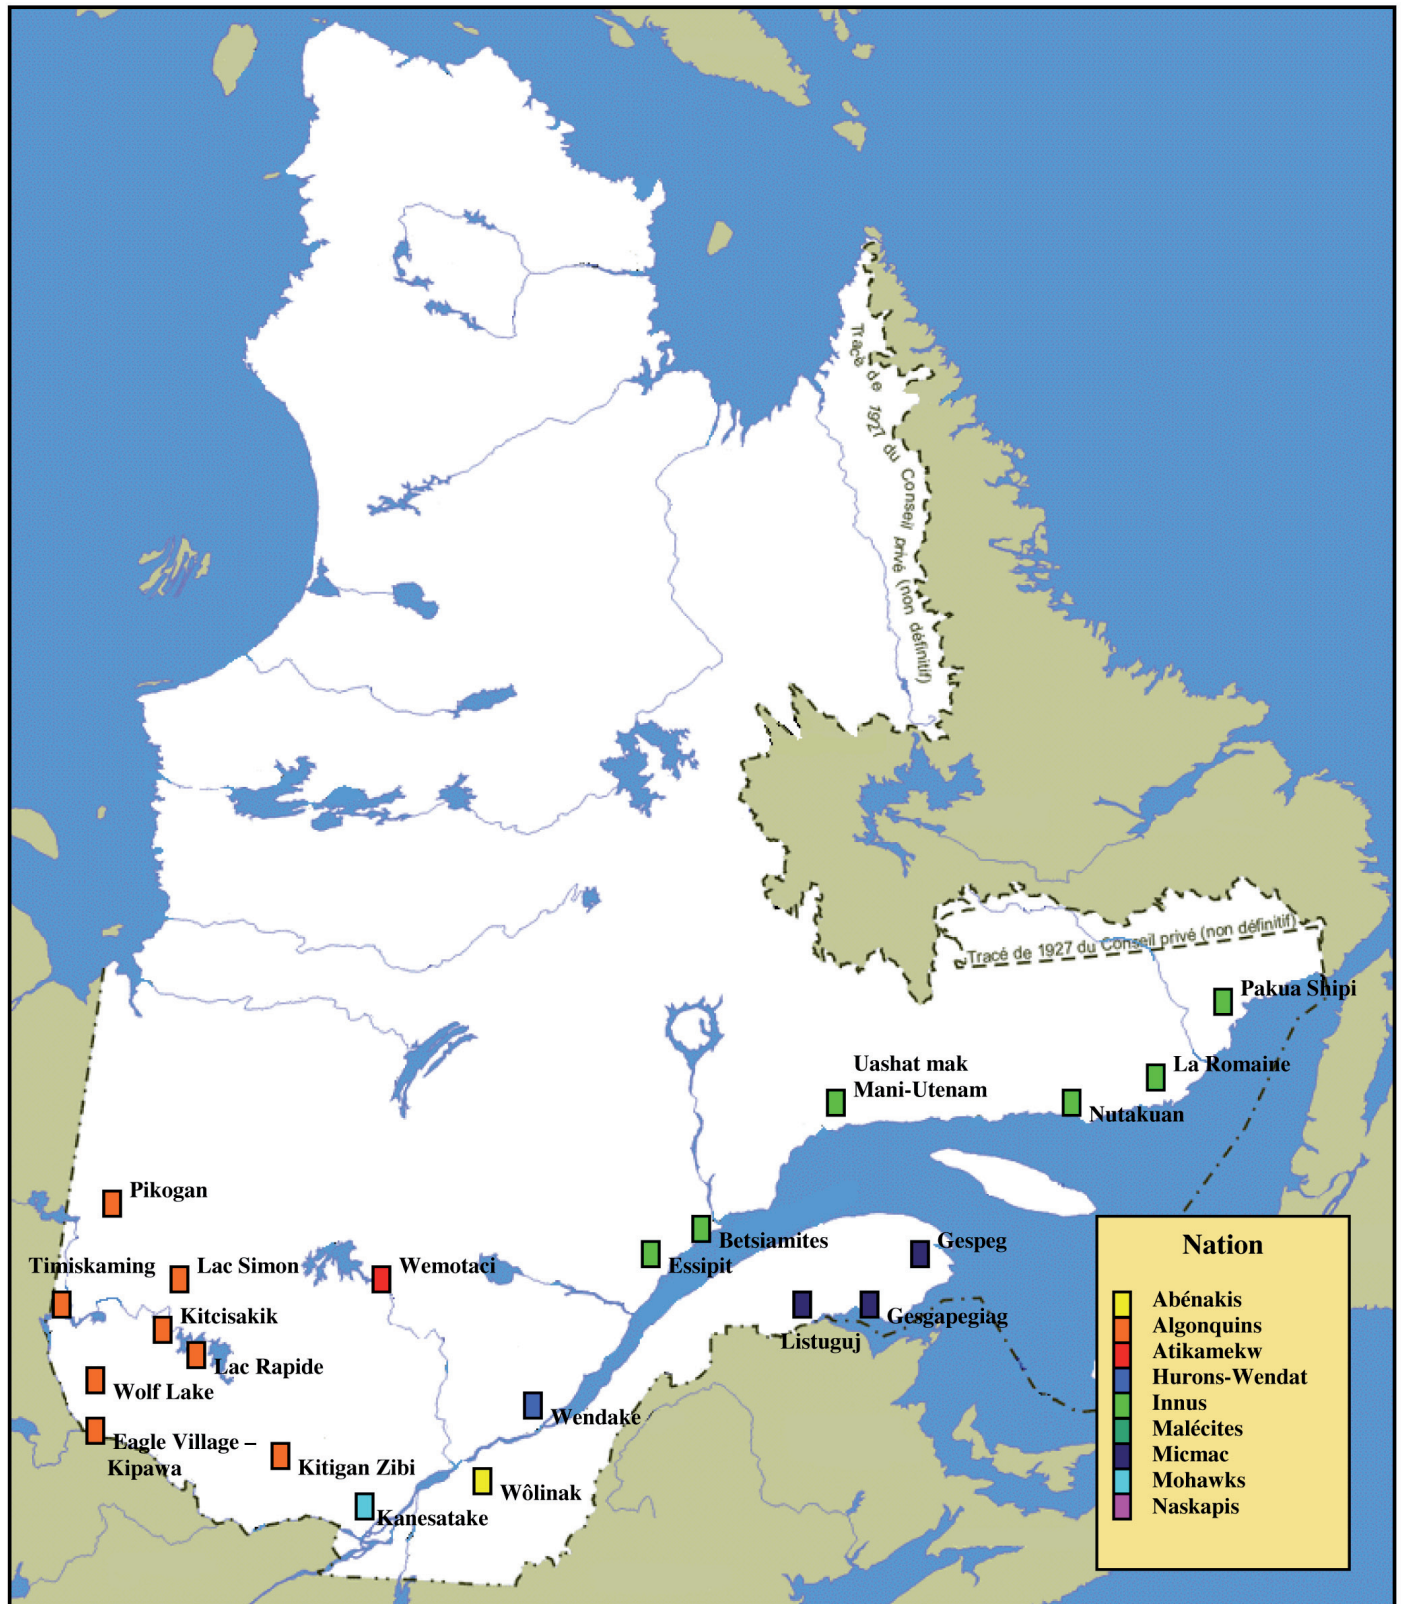 Tracé de 1927 du Conseil privé (non définitif)
Tracé de 1927 du Conseil privé (non définitif)
Pakua Shipi
Uashat mak
Mani-Utenam
La Romaine
Nutakuan
Pikogan
Betsiamites
Gespeg
Essipit
Timiskaming
Lac Simon
Wemotaci
Kitcisakik
Gesgapegiag
Listuguj
Lac Rapide
Wolf Lake
Wendake
Eagle Village –
Kipawa
Kitigan Zibi
Wôlinak
Kanesatake
Nation
Abénakis
Algonquins
Atikamekw
Hurons-Wendat
Innus
Malécites
Micmac
Mohawks
Naskapis